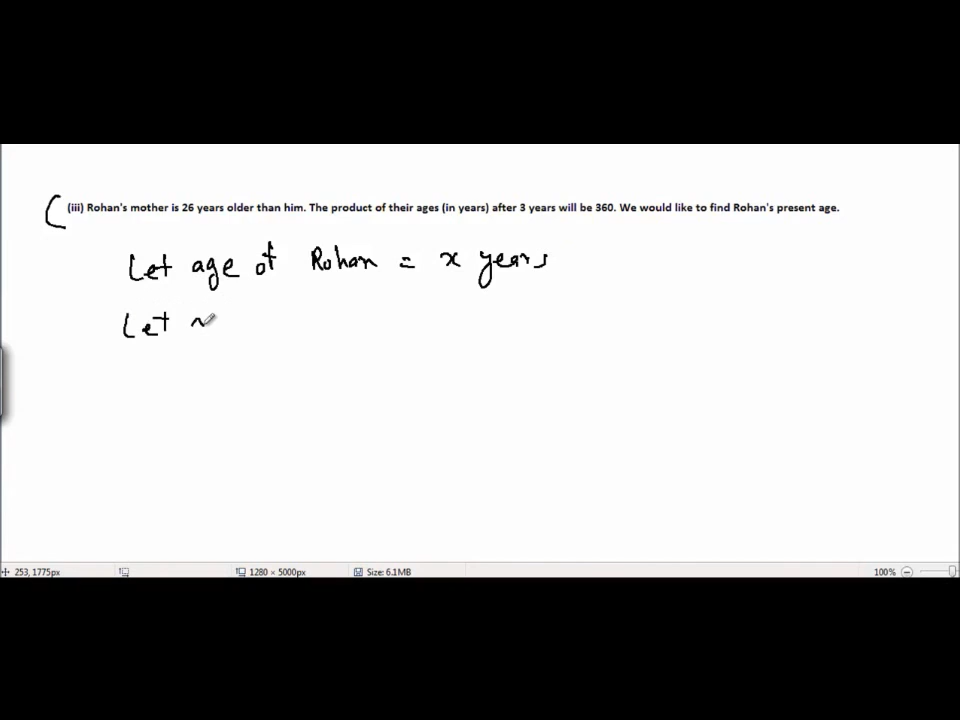 (iii) Rohan's mother is 26 years older than him. The product of their ages (in years) after 3 years will be 360. We would like to find Rohan's present age.
Let age of Rohan = x years
Let
253, 1775px 1280 × 5000px Size: 6.1MB 100%